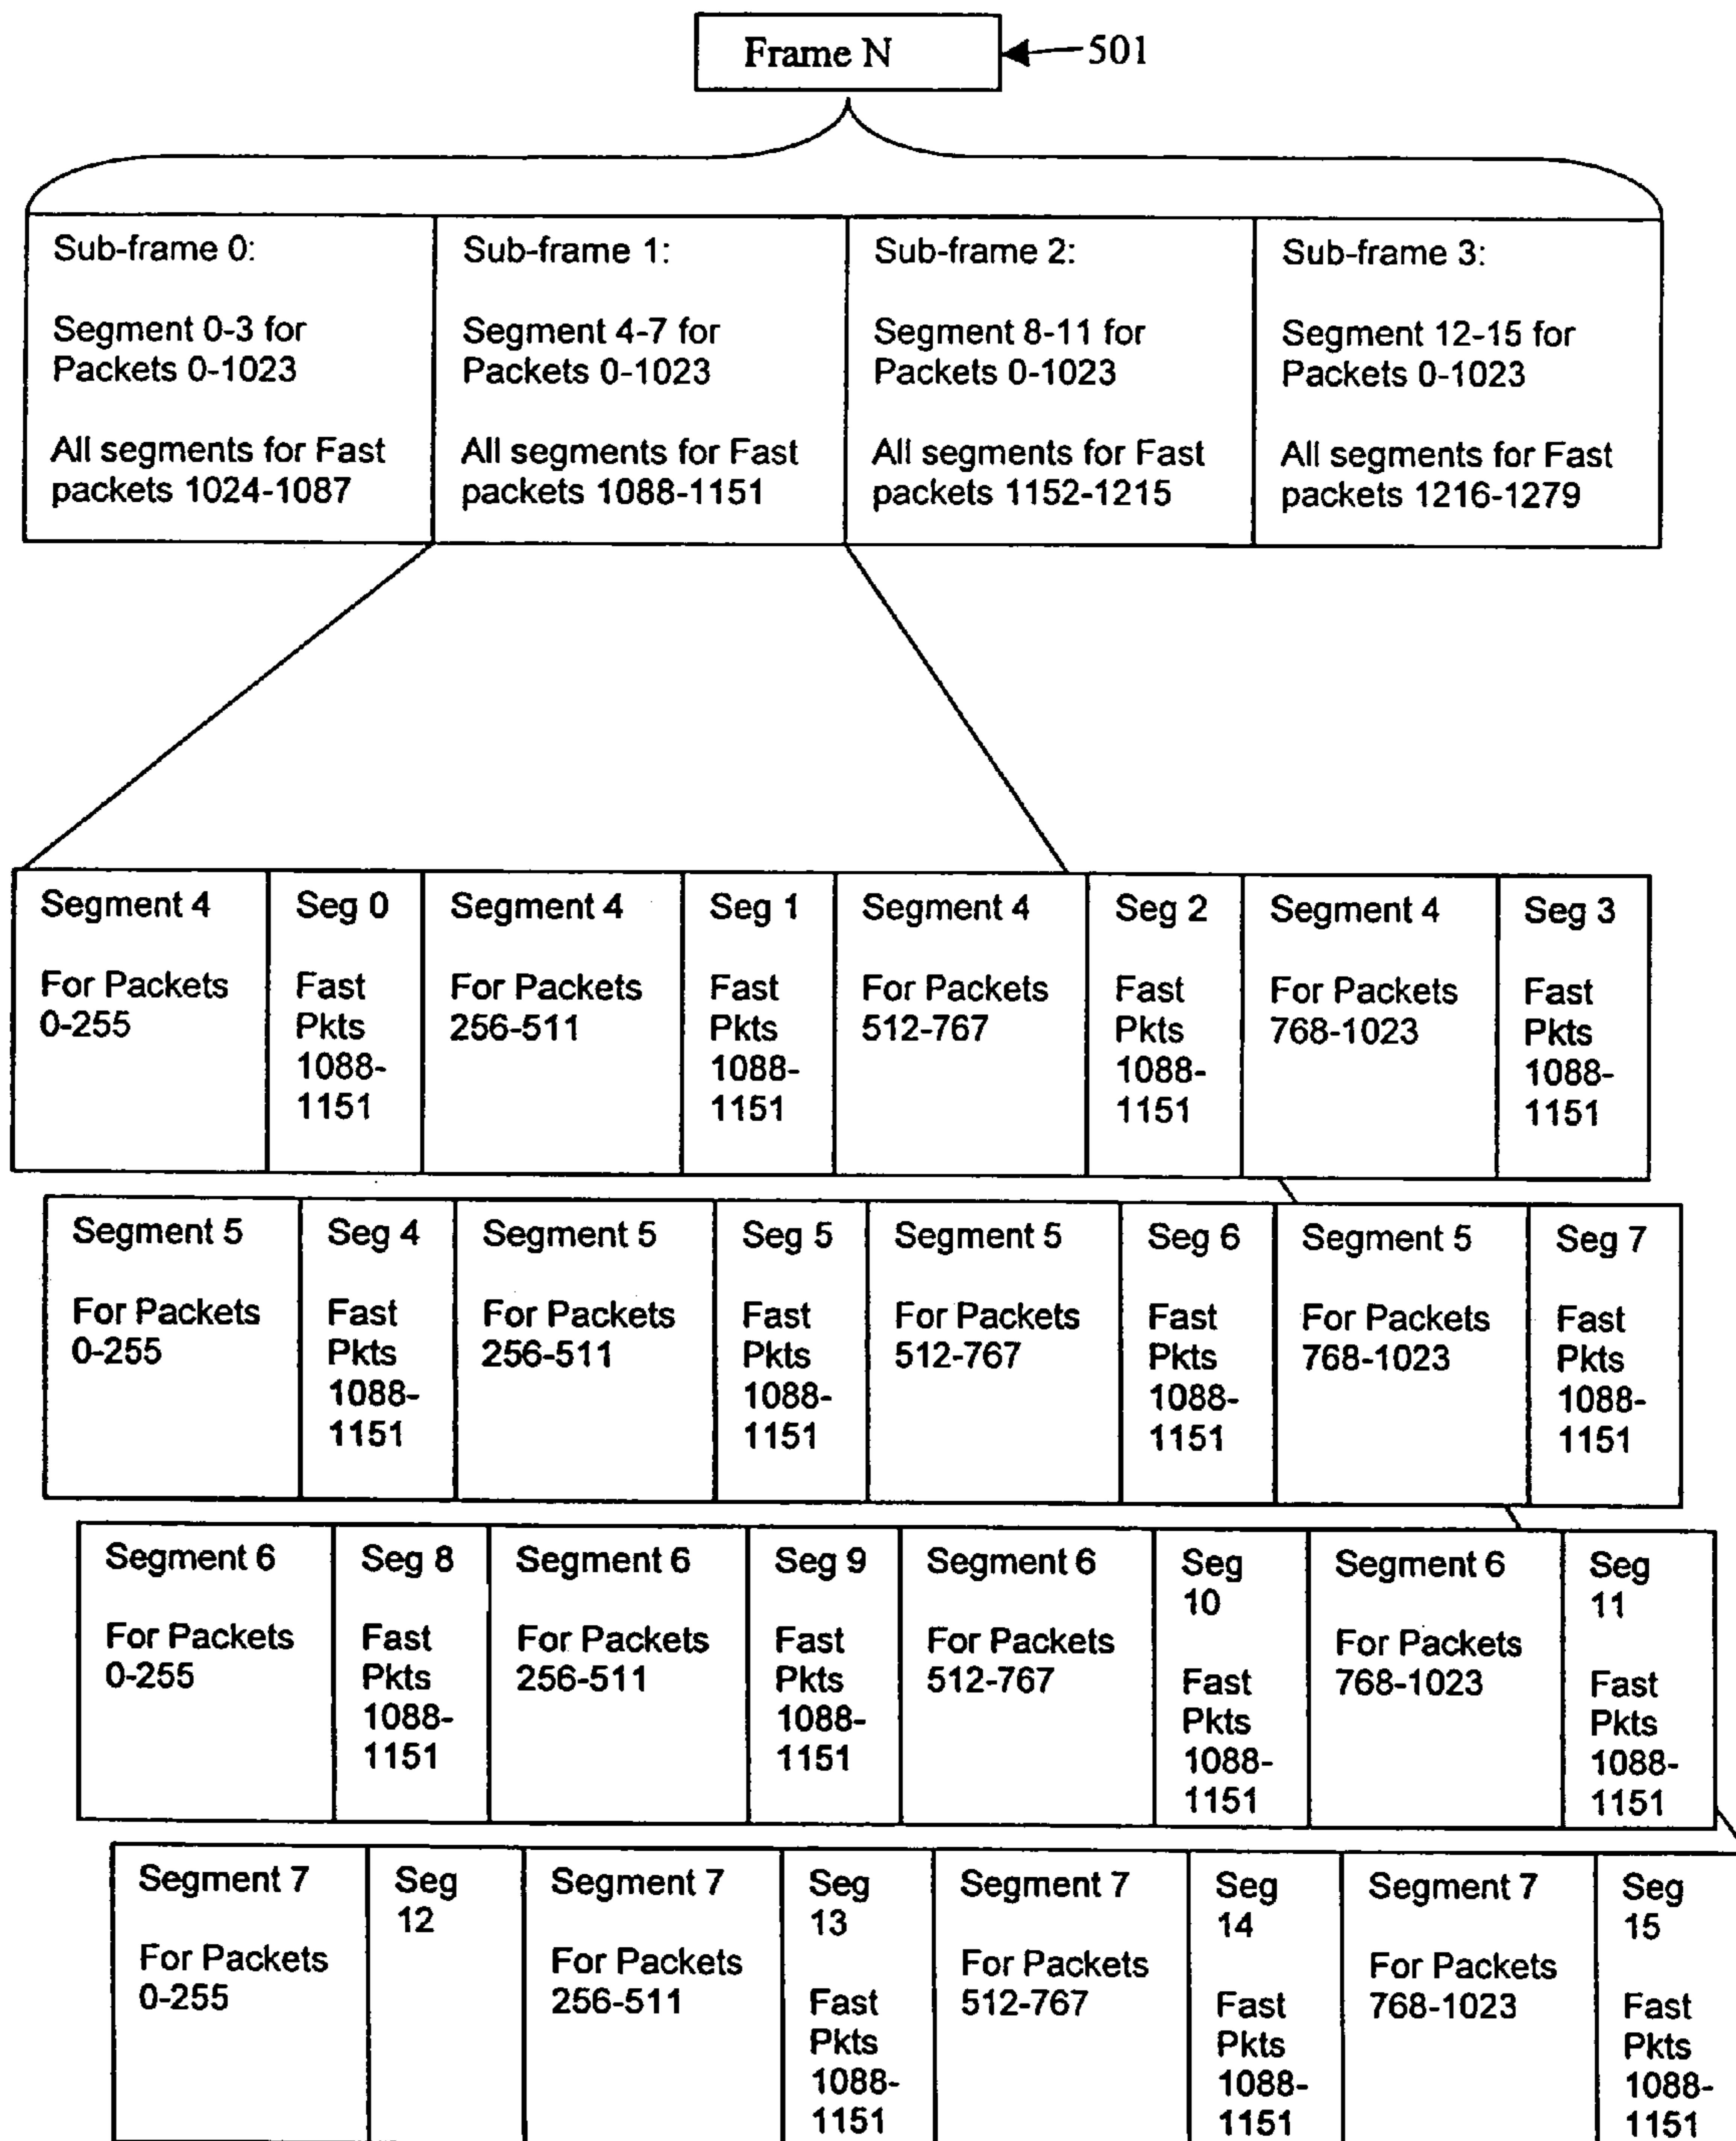 Frame N
501
Sub-frame 0:
Segment 0-3 for
Packets 0-1023
All segments for Fast
packets 1024-1087
Sub-frame 1:
Segment 4-7 for
Packets 0-1023
All segments for Fast
packets 1088-1151
Sub-frame 2:
Segment 8-11 for
Packets 0-1023
All segments for Fast
packets 1152-1215
Sub-frame 3:
Segment 12-15 for
Packets 0-1023
All segments for Fast
packets 1216-1279
Segment 4
For Packets
0-255
Seg 0
Fast
Pkts
1088-
1151
Segment 4
For Packets
256-511
Seg 1
Fast
Pkts
1088-
1151
Segment 4
For Packets
512-767
Seg 2
Fast
Pkts
1088-
1151
Segment 4
For Packets
768-1023
Seg 3
Fast
Pkts
1088-
1151
Segment 5
For Packets
0-255
Seg 4
Fast
Pkts
1088-
1151
Segment 5
For Packets
256-511
Seg 5
Fast
Pkts
1088-
1151
Segment 5
For Packets
512-767
Seg 6
Fast
Pkts
1088-
1151
Segment 5
For Packets
768-1023
Seg 7
Fast
Pkts
1088-
1151
Segment 6
For Packets
0-255
Seg 8
Fast
Pkts
1088-
1151
Segment 6
For Packets
256-511
Seg 9
Fast
Pkts
1088-
1151
Segment 6
For Packets
512-767
Seg
10
Fast
Pkts
1088-
1151
Segment 6
For Packets
768-1023
Seg
11
Fast
Pkts
1088-
1151
Segment 7
For Packets
0-255
Seg
12
Segment 7
For Packets
256-511
Seg
13
Fast
Pkts
1088-
1151
Segment 7
For Packets
512-767
Seg
14
Fast
Pkts
1088-
1151
Segment 7
For Packets
768-1023
Seg
15
Fast
Pkts
1088-
1151